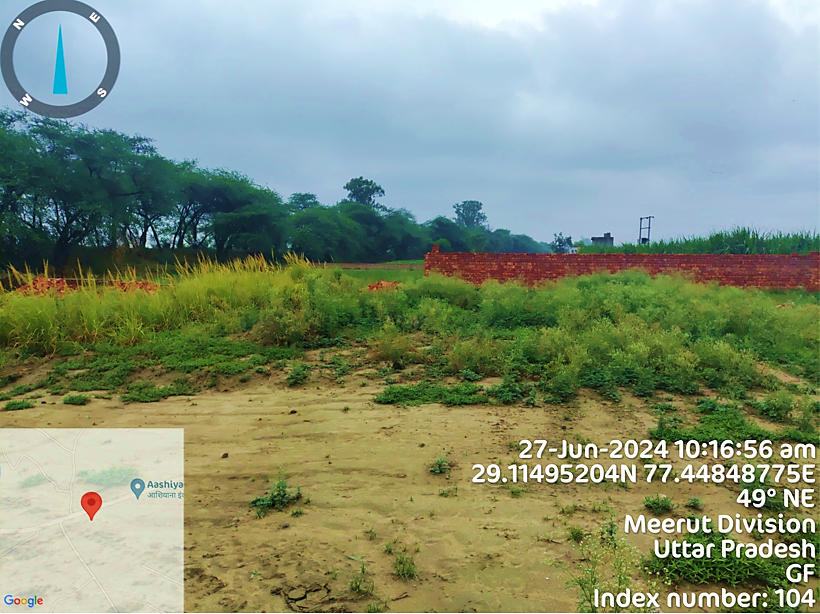 N
E
W
S
Aashiya
Google
27-Jun-2024 10:16:56 am
29.11495204N 77.44848775E
49° NE
Meerut Division
Uttar Pradesh
GF
Index number: 104